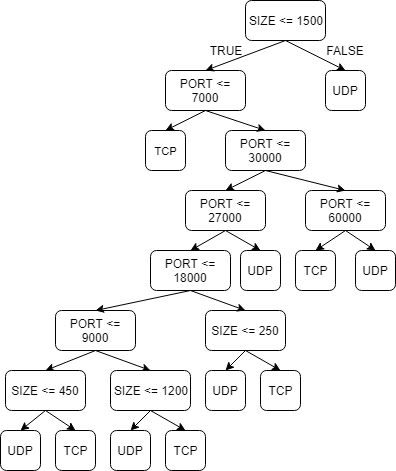 SIZE <= 1500
TRUE
FALSE
PORT <=
7000
UDP
TCP
PORT <=
30000
PORT <=
27000
PORT <=
60000
PORT <=
18000
UDP
TCP
UDP
PORT <=
9000
SIZE <= 250
SIZE <= 450
SIZE <= 1200
UDP
TCP
UDP
TCP
UDP
TCP